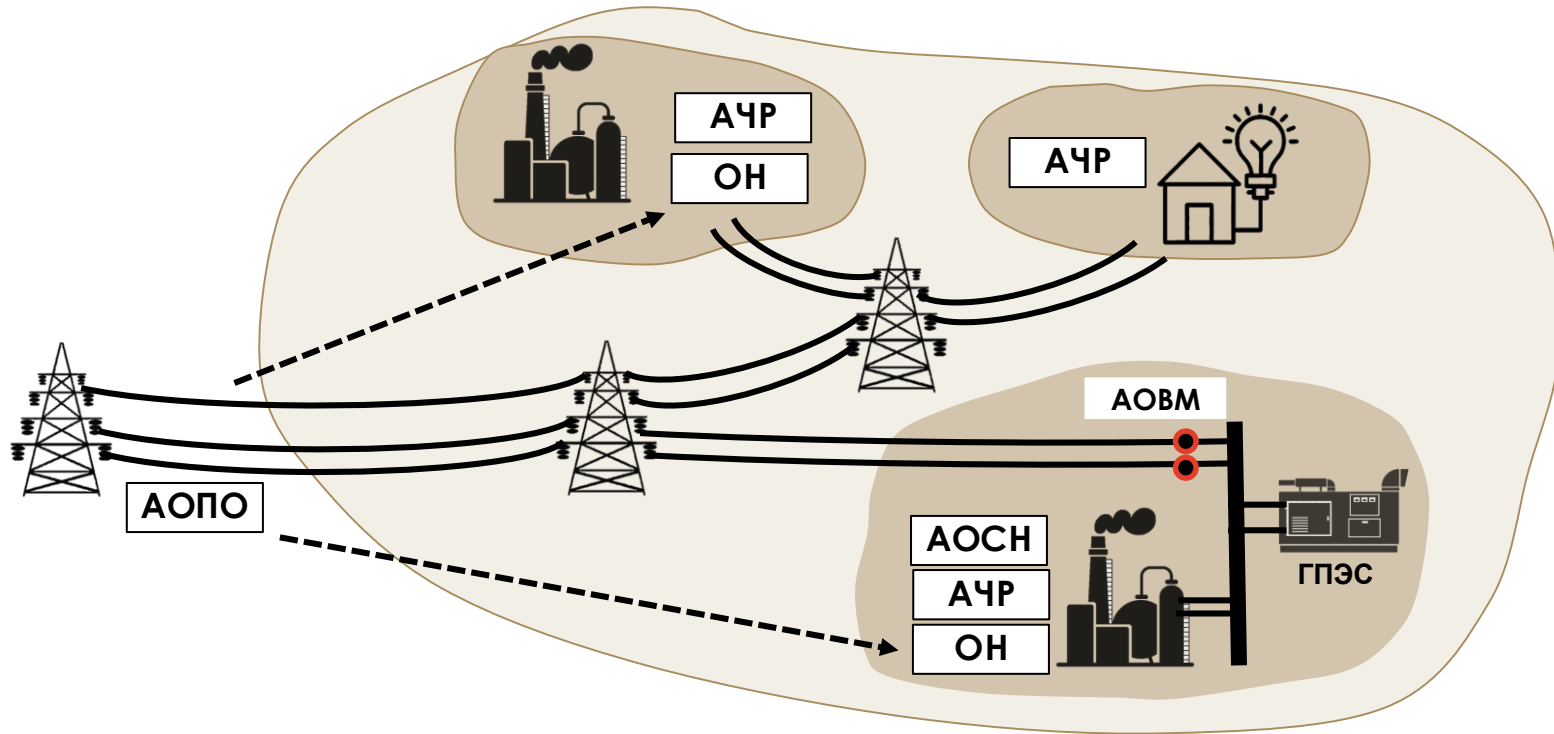 АЧР
ОН
АЧР
АОВМ
АОПО
АОСН
АЧР
ОН
ГПЭС